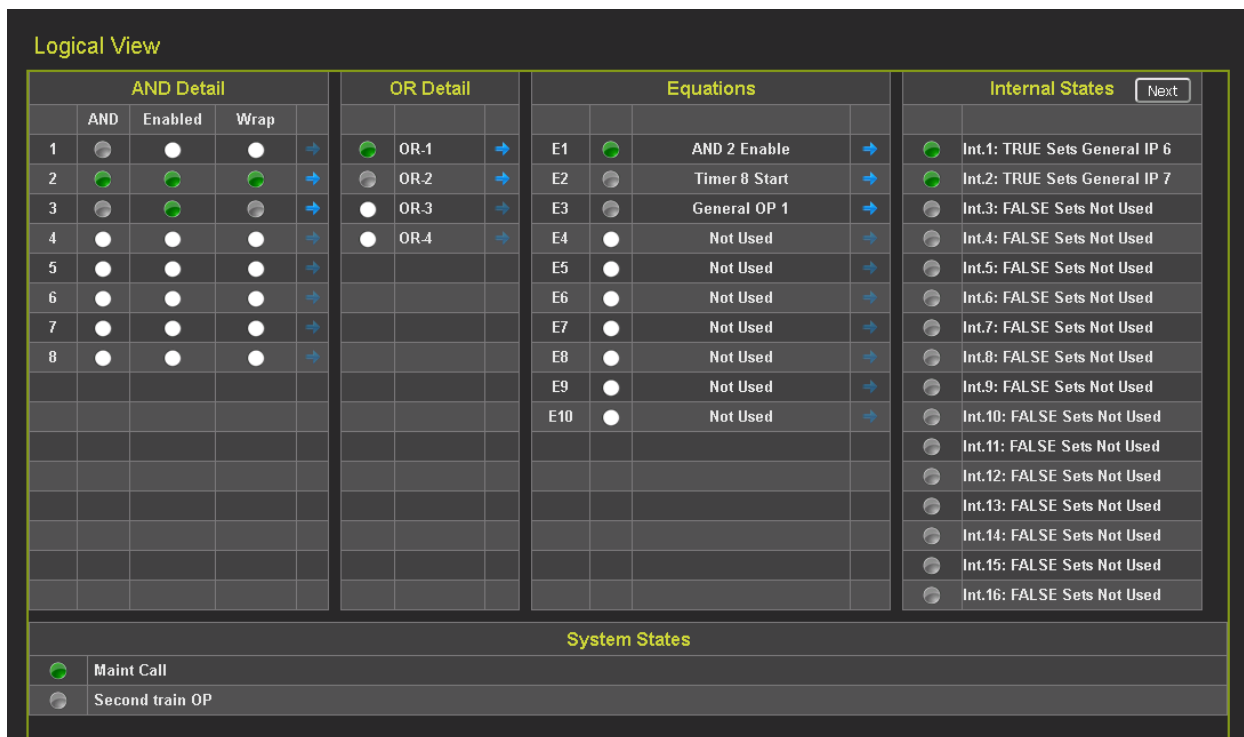 Logical View
AND Detail OR Detail Equations Internal States Next
AND Enabled Wrap
1 OR-1 E1 AND 2 Enable Int.1: TRUE Sets General IP 6
2 OR-2 E2 Timer 8 Start Int.2: TRUE Sets General IP 7
3 OR-3 E3 General OP 1 Int.3: FALSE Sets Not Used
4 OR-4 E4 Not Used Int.4: FALSE Sets Not Used
5 E5 Not Used Int.5: FALSE Sets Not Used
6 E6 Not Used Int.6: FALSE Sets Not Used
7 E7 Not Used Int.7: FALSE Sets Not Used
8 E8 Not Used Int.8: FALSE Sets Not Used
E9 Not Used Int.9: FALSE Sets Not Used
E10 Not Used Int.10: FALSE Sets Not Used
Int.11: FALSE Sets Not Used
Int.12: FALSE Sets Not Used
Int.13: FALSE Sets Not Used
Int.14: FALSE Sets Not Used
Int.15: FALSE Sets Not Used
Int.16: FALSE Sets Not Used
System States
Maint Call
Second train OP